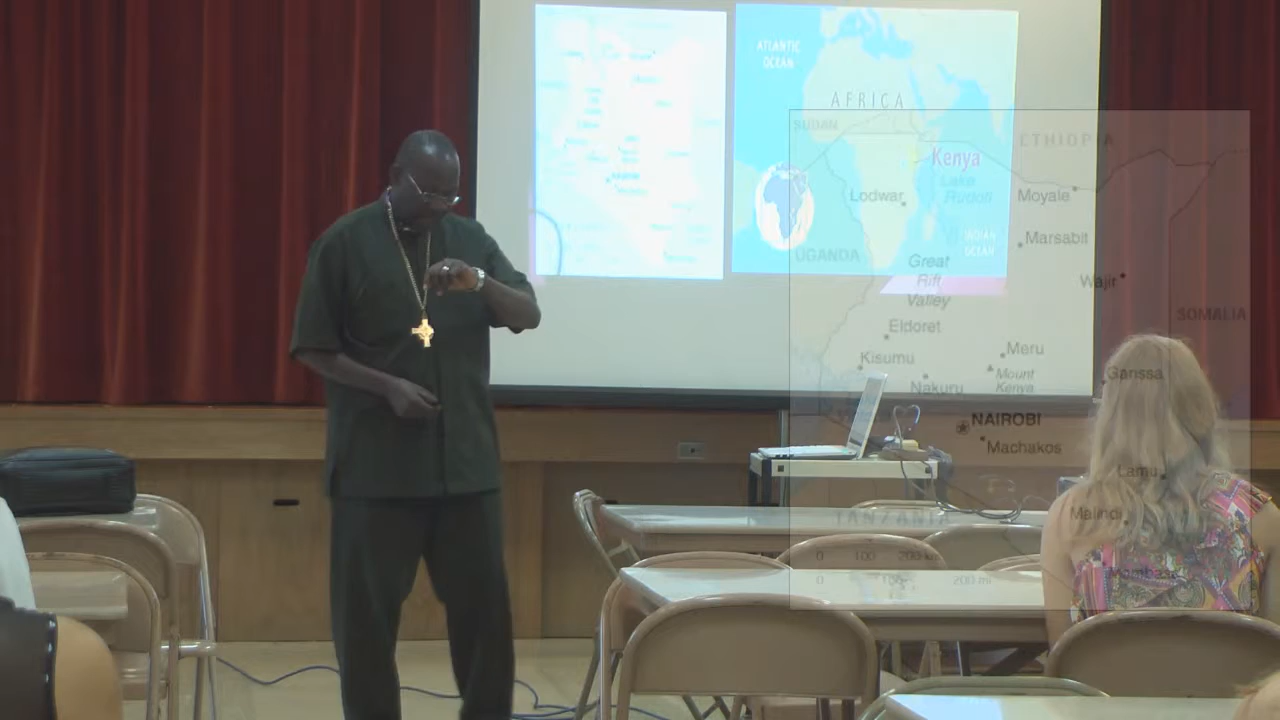 ATLANTIC
OCEAN
AFRICA
Kenya
INDIAN
OCEAN
SUDAN
ETHIOPIA
Lake
Rudolf
Lodwar
Moyale
Marsabit
UGANDA
Great
Rift
Valley
Wajir
SOMALIA
Eldoret
Kisumu
Meru
Mount
Kenya
Nakuru
Garissa
NAIROBI
Machakos
Lamu
Malindi
TANZANIA
Mombasa
0 100 200 km
0 100 200 mi